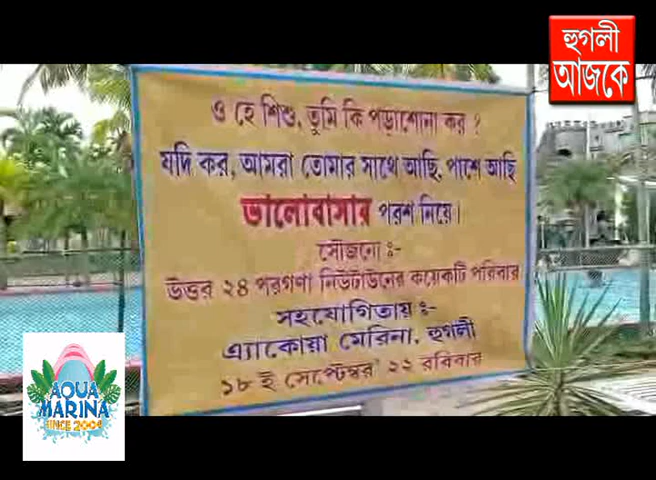 হুগলী
আজকে
ও হে শিশু, তুমি কি পড়াশোনা কর ?
যদি কর, আমরা তোমার সাথে আছি, পাশে আছি
ভালোবাসার পরশ নিয়ে।
সৌজন্যে ঃ-
উত্তর ২৪ পরগণা নিউটাউনের কয়েকটি পরিবার
সহযোগিতায় ঃ-
এ্যাকোয়া মেরিনা, হুগলী
১৮ ই সেপ্টেম্বর' ২২ রবিবার
AQUA
MARINA
SINCE 2000